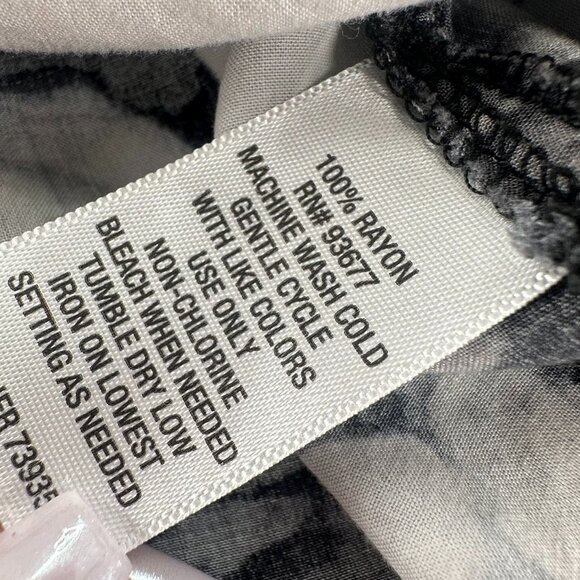 100% RAYON
RN# 93677
MACHINE WASH COLD
GENTLE CYCLE
WITH LIKE COLORS
USE ONLY
NON-CHLORINE
BLEACH WHEN NEEDED
TUMBLE DRY LOW
IRON ON LOWEST
SETTING AS NEEDED